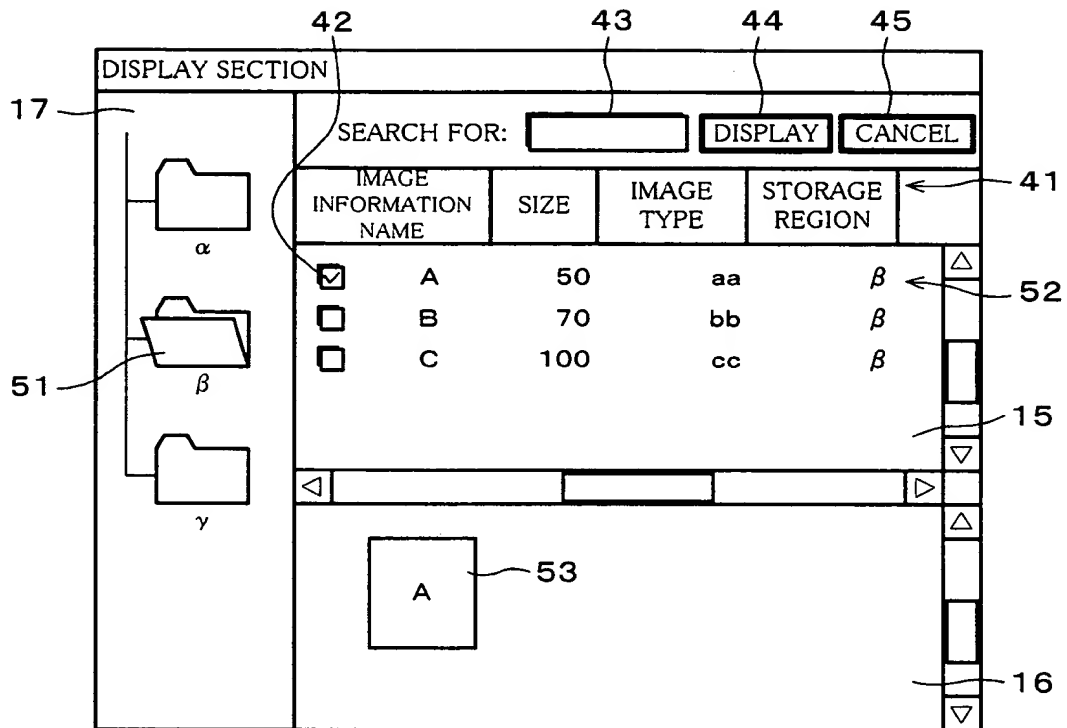 42 43 44 45
DISPLAY SECTION
17
SEARCH FOR: DISPLAY CANCEL
IMAGE INFORMATION NAME SIZE IMAGE TYPE STORAGE REGION 41
α
A 50 aa β 52
B 70 bb β
C 100 cc β
51
β
15
γ
A 53
16